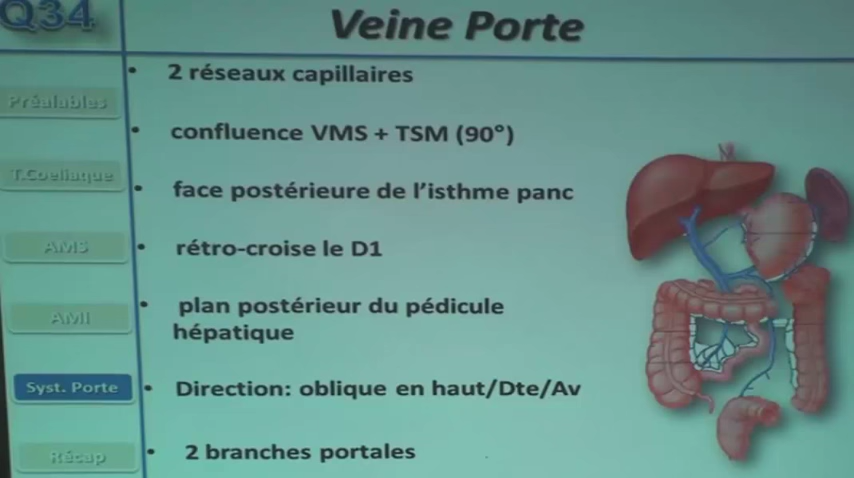 Q34
Veine Porte
Préalables
T.Coeliaque
AMS
AMI
Syst. Porte
Récap
• 2 réseaux capillaires
• confluence VMS + TSM (90°)
• face postérieure de l'isthme panc
• rétro-croise le D1
• plan postérieur du pédicule
hépatique
• Direction: oblique en haut/Dte/Av
• 2 branches portales